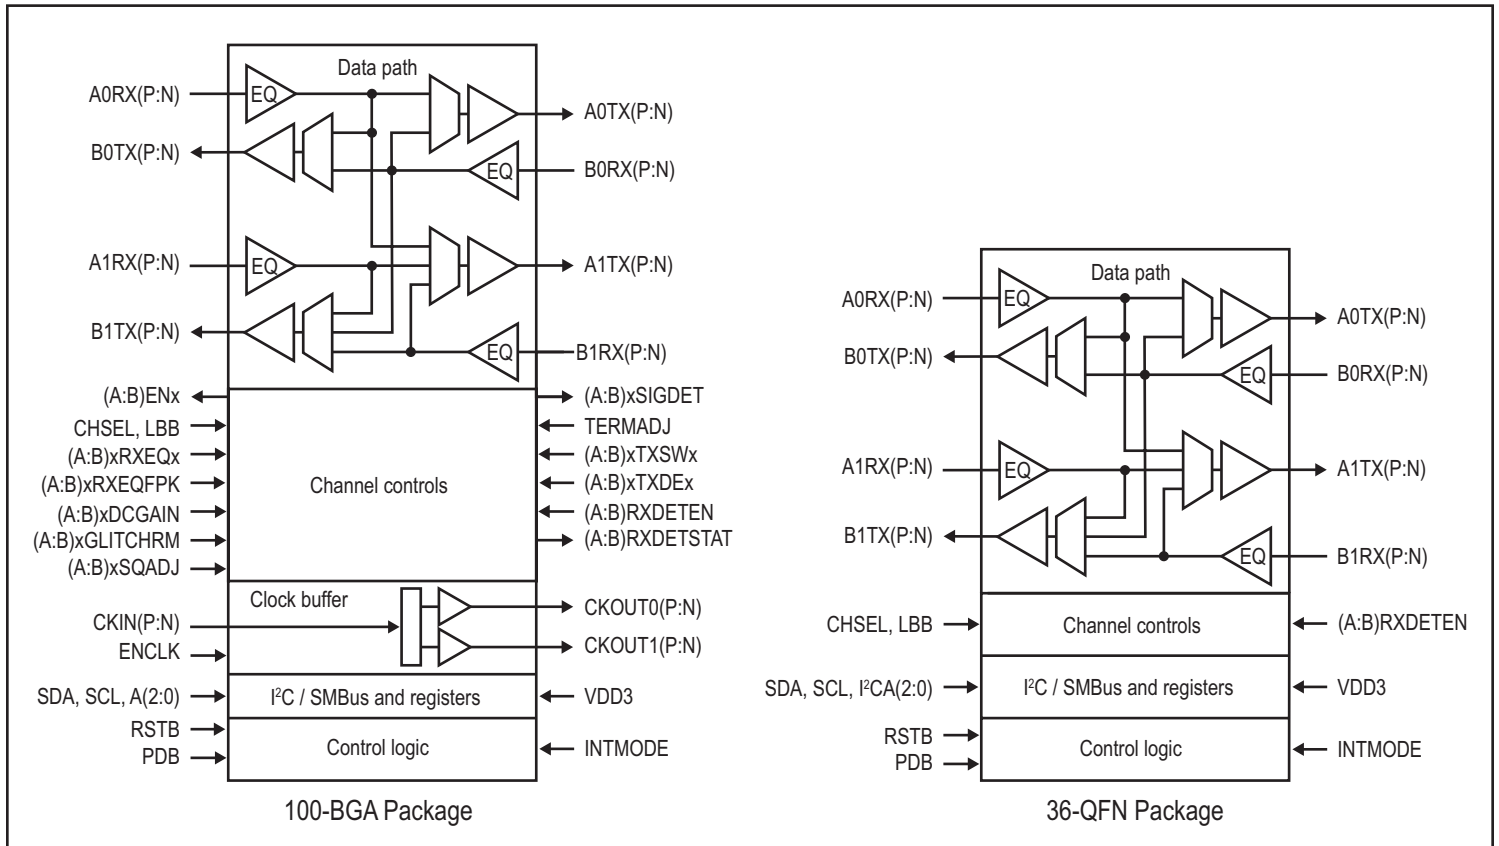 Data path
A0RX(P:N)
EQ
A0TX(P:N)
B0TX(P:N)
EQ
B0RX(P:N)
A1RX(P:N)
EQ
A1TX(P:N)
B1TX(P:N)
EQ
B1RX(P:N)
(A:B)ENx
(A:B)xSIGDET
CHSEL, LBB
TERMADJ
(A:B)xRXEQx
(A:B)xTXSWx
(A:B)xRXEQFPK
Channel controls
(A:B)xTXDEx
(A:B)xDCGAIN
(A:B)RXDETEN
(A:B)xGLITCHRM
(A:B)RXDETSTAT
(A:B)xSQADJ
Clock buffer
CKOUT0(P:N)
CKIN(P:N)
ENCLK
CKOUT1(P:N)
SDA, SCL, A(2:0)
I²C / SMBus and registers
VDD3
RSTB
Control logic
INTMODE
PDB
100-BGA Package
Data path
A0RX(P:N)
EQ
A0TX(P:N)
B0TX(P:N)
EQ
B0RX(P:N)
A1RX(P:N)
EQ
A1TX(P:N)
B1TX(P:N)
EQ
B1RX(P:N)
CHSEL, LBB
Channel controls
(A:B)RXDETEN
SDA, SCL, I²CA(2:0)
I²C / SMBus and registers
VDD3
RSTB
Control logic
INTMODE
PDB
36-QFN Package